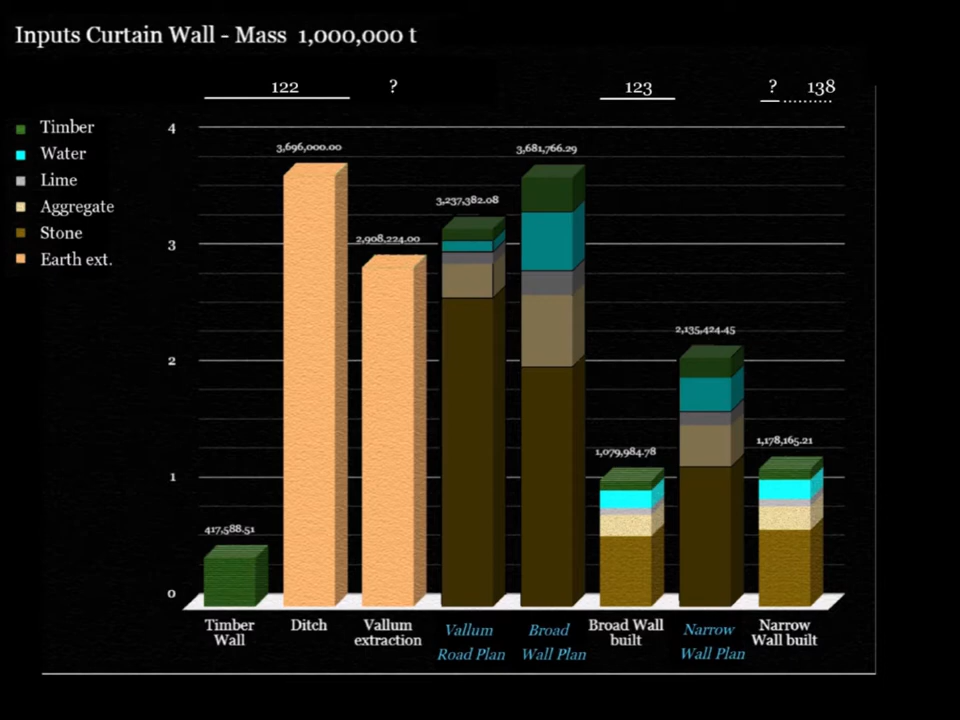 Inputs Curtain Wall - Mass 1,000,000 t
122 ? 123 ? 138
Timber
Water
Lime
Aggregate
Stone
Earth ext.
4
3
2
1
0
3,696,000.00
3,681,766.29
3,237,382.08
2,908,224.00
2,135,424.45
1,079,984.78
1,178,165.21
417,588.51
Timber
Wall
Ditch
Vallum
extraction
Vallum
Road Plan
Broad
Wall Plan
Broad Wall
built
Narrow
Wall Plan
Narrow
Wall built